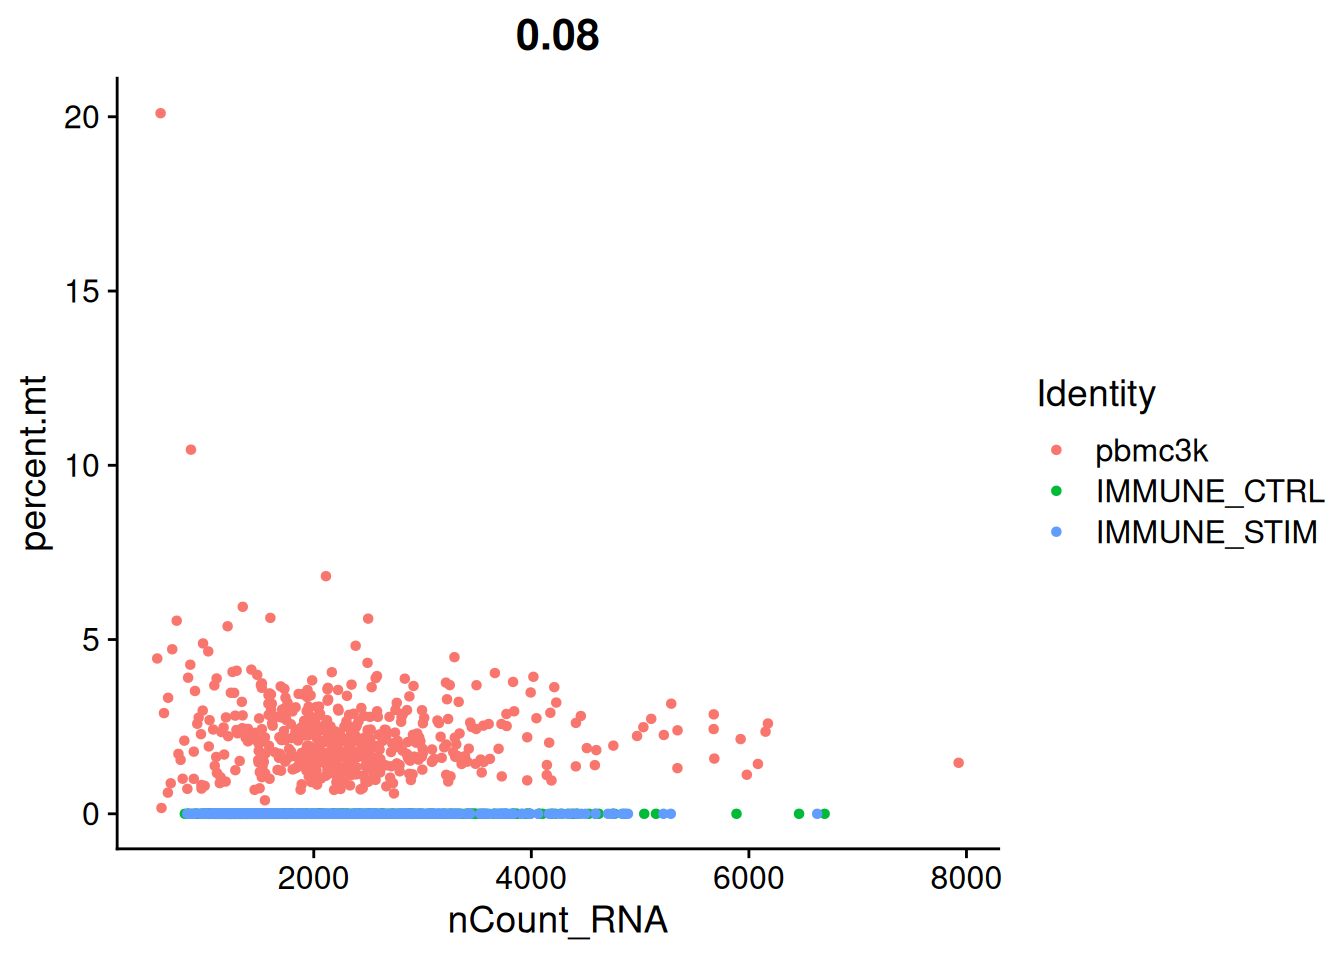 0.08
20
15
10
5
0
percent.mt
2000
4000
6000
8000
nCount_RNA
Identity
pbmc3k
IMMUNE_CTRL
IMMUNE_STIM